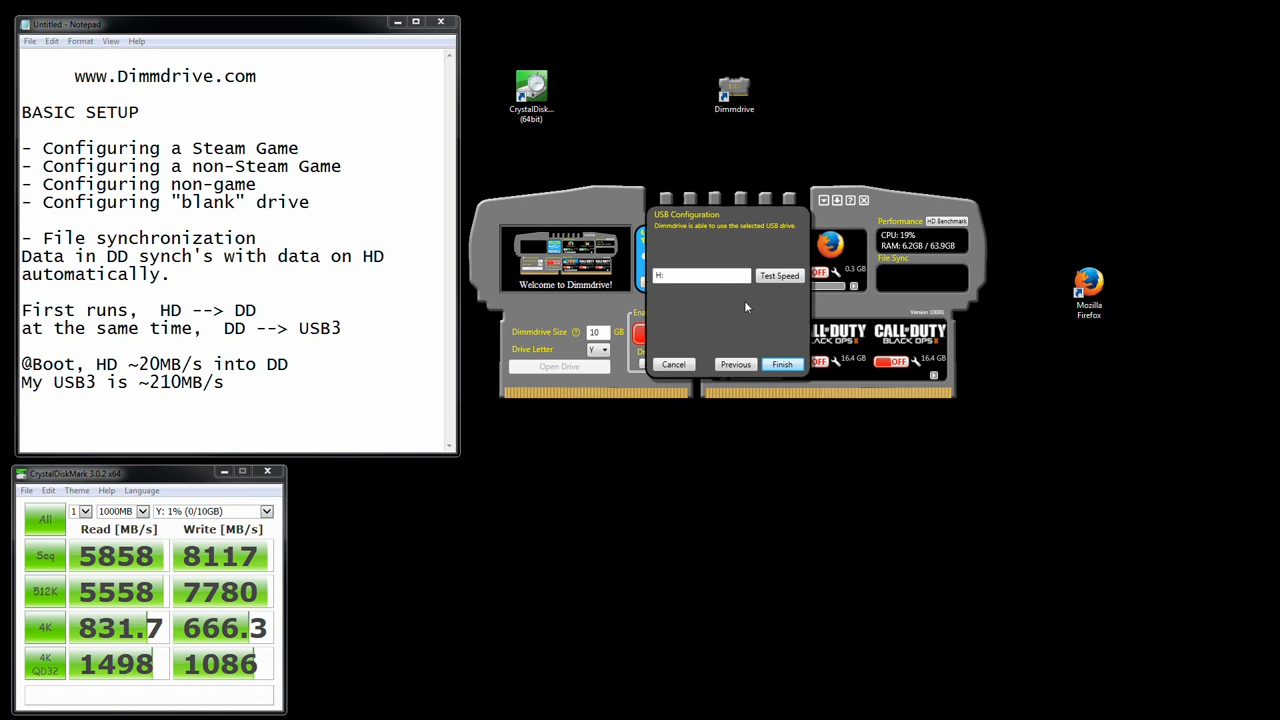 Untitled - Notepad
File Edit Format View Help
www.Dimmdrive.com
BASIC SETUP
- Configuring a Steam Game
- Configuring a non-Steam Game
- Configuring non-game
- Configuring "blank" drive
- File synchronization
Data in DD synch's with data on HD
automatically.
First runs, HD --> DD
at the same time, DD --> USB3
@Boot, HD ~20MB/s into DD
My USB3 is ~210MB/s
CrystalDisk...
(64bit)
Dimmdrive
Mozilla
Firefox
Welcome to Dimmdrive!
Dimmdrive Size ? 10 GB
Drive Letter Y
Open Drive
USB Configuration
Dimmdrive is able to use the selected USB drive.
H: Test Speed
Cancel Previous Finish
OFF 0.3 GB
Performance HD Benchmark
CPU: 19%
RAM: 6.2GB / 63.9GB
File Sync
Version 10001
CALL OF DUTY
BLACK OPS II
OFF 16.4 GB
CALL OF DUTY
BLACK OPS II
OFF 16.4 GB
CrystalDiskMark 3.0.2 x64
File Edit Theme Help Language
All 1 1000MB Y: 1% (0/10GB)
Read [MB/s] Write [MB/s]
Seq 5858 8117
512K 5558 7780
4K 831.7 666.3
4K
QD32 1498 1086